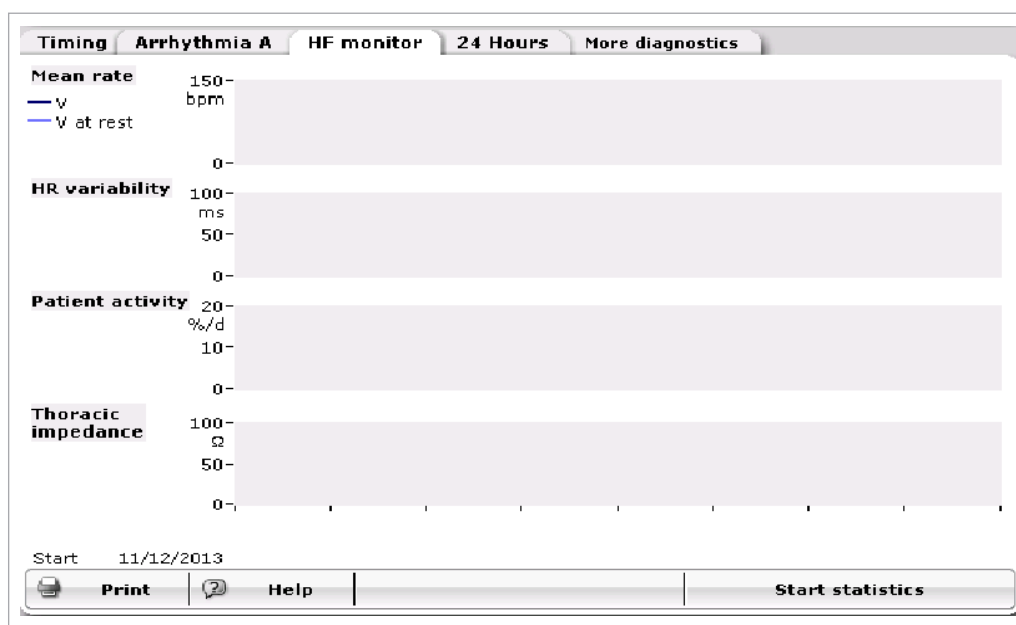 Timing Arrhythmia A HF monitor 24 Hours More diagnostics
Mean rate
V
V at rest
150
bpm
0
HR variability
100
ms
50
0
Patient activity
20
%/d
10
0
Thoracic
impedance
100
Ω
50
0
Start 11/12/2013
Print Help Start statistics